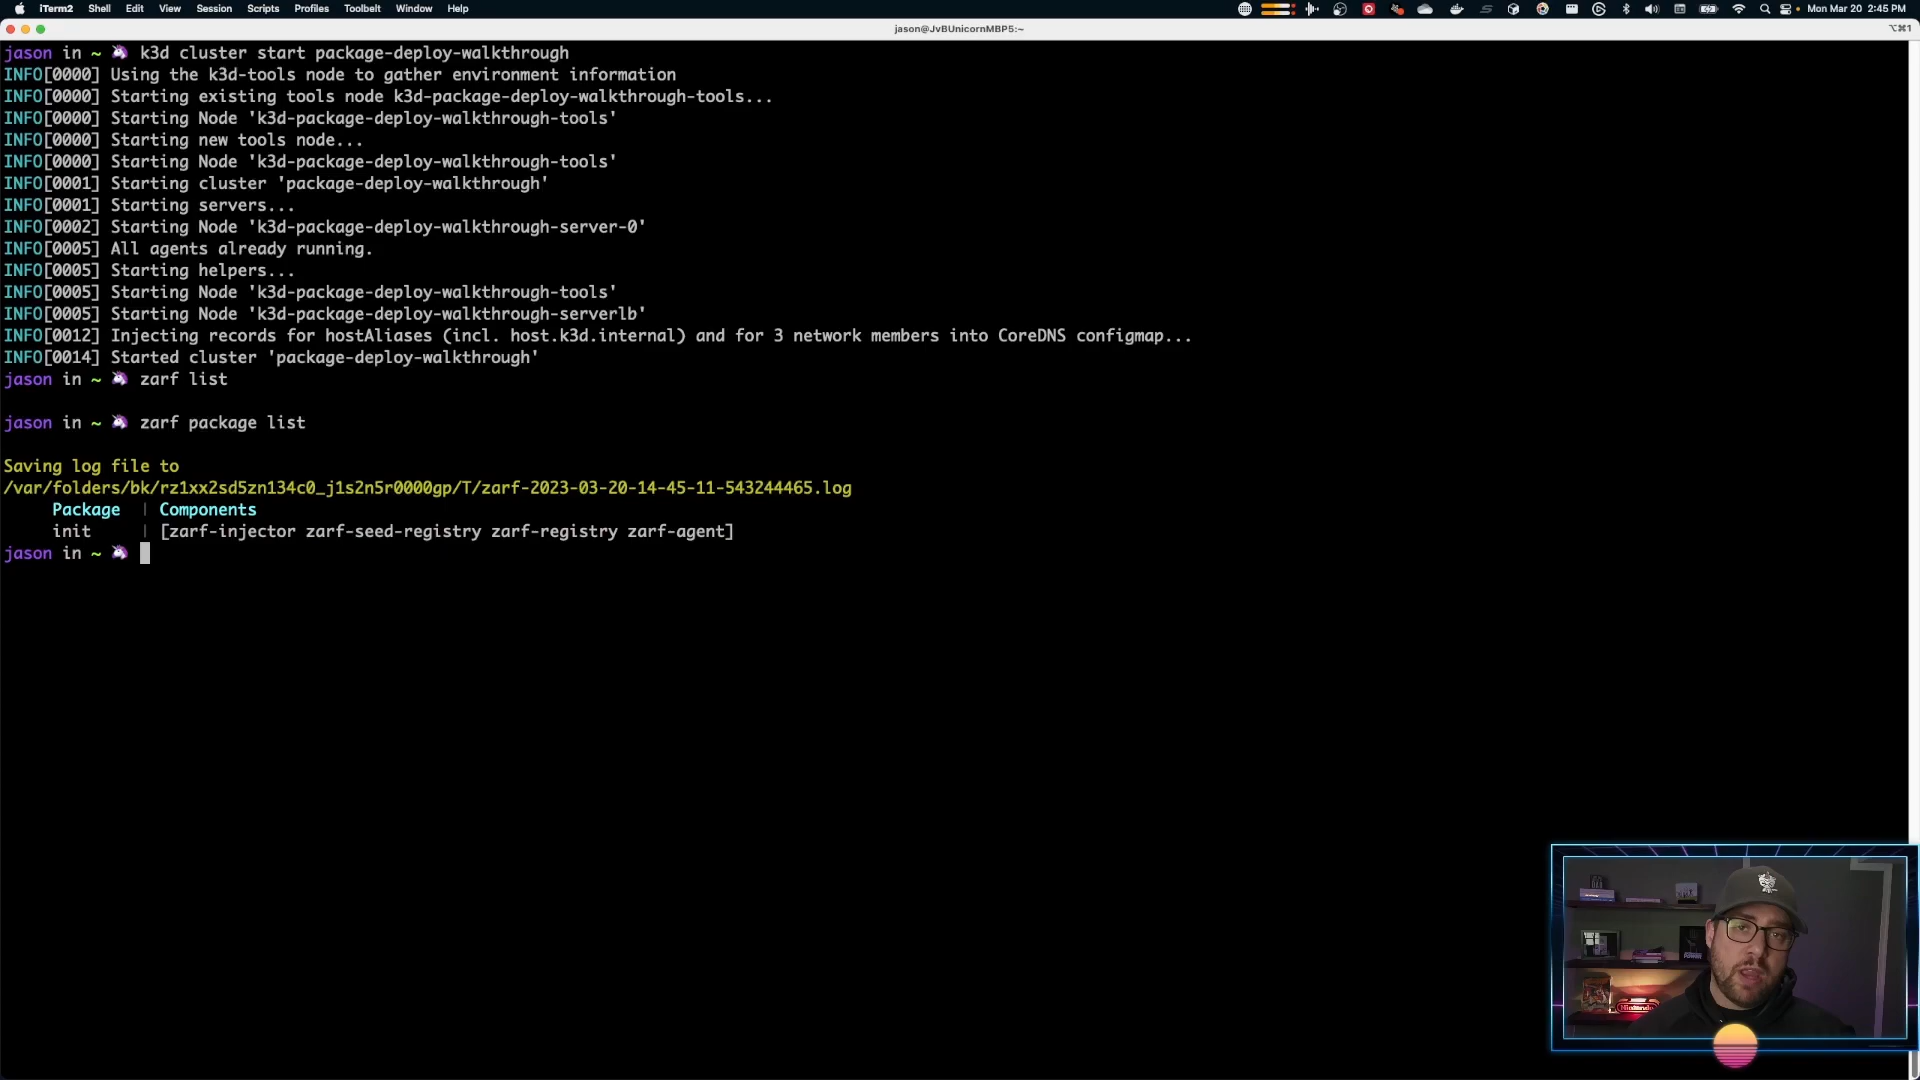 iTerm2 Shell Edit View Session Scripts Profiles Toolbelt Window Help Mon Mar 20 2:45 PM
jason@JvBUnicornMBP5:~ ⌥⌘1
jason in ~ 🦄 k3d cluster start package-deploy-walkthrough
INFO[0000] Using the k3d-tools node to gather environment information
INFO[0000] Starting existing tools node k3d-package-deploy-walkthrough-tools...
INFO[0000] Starting Node 'k3d-package-deploy-walkthrough-tools'
INFO[0000] Starting new tools node...
INFO[0000] Starting Node 'k3d-package-deploy-walkthrough-tools'
INFO[0001] Starting cluster 'package-deploy-walkthrough'
INFO[0001] Starting servers...
INFO[0002] Starting Node 'k3d-package-deploy-walkthrough-server-0'
INFO[0005] All agents already running.
INFO[0005] Starting helpers...
INFO[0005] Starting Node 'k3d-package-deploy-walkthrough-tools'
INFO[0005] Starting Node 'k3d-package-deploy-walkthrough-serverlb'
INFO[0012] Injecting records for hostAliases (incl. host.k3d.internal) and for 3 network members into CoreDNS configmap...
INFO[0014] Started cluster 'package-deploy-walkthrough'
jason in ~ 🦄 zarf list
jason in ~ 🦄 zarf package list
Saving log file to
/var/folders/bk/rz1xx2sd5zn134c0_j1s2n5r0000gp/T/zarf-2023-03-20-14-45-11-543244465.log
Package | Components
init | [zarf-injector zarf-seed-registry zarf-registry zarf-agent]
jason in ~ 🦄
Nintendo